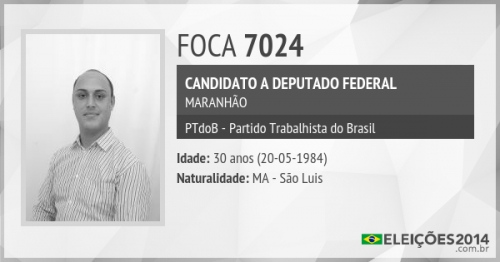 FOCA 7024
CANDIDATO A DEPUTADO FEDERAL
MARANHÃO
PTdoB - Partido Trabalhista do Brasil
Idade: 30 anos (20-05-1984)
Naturalidade: MA - São Luis
ELEIÇÕES2014
.com.br